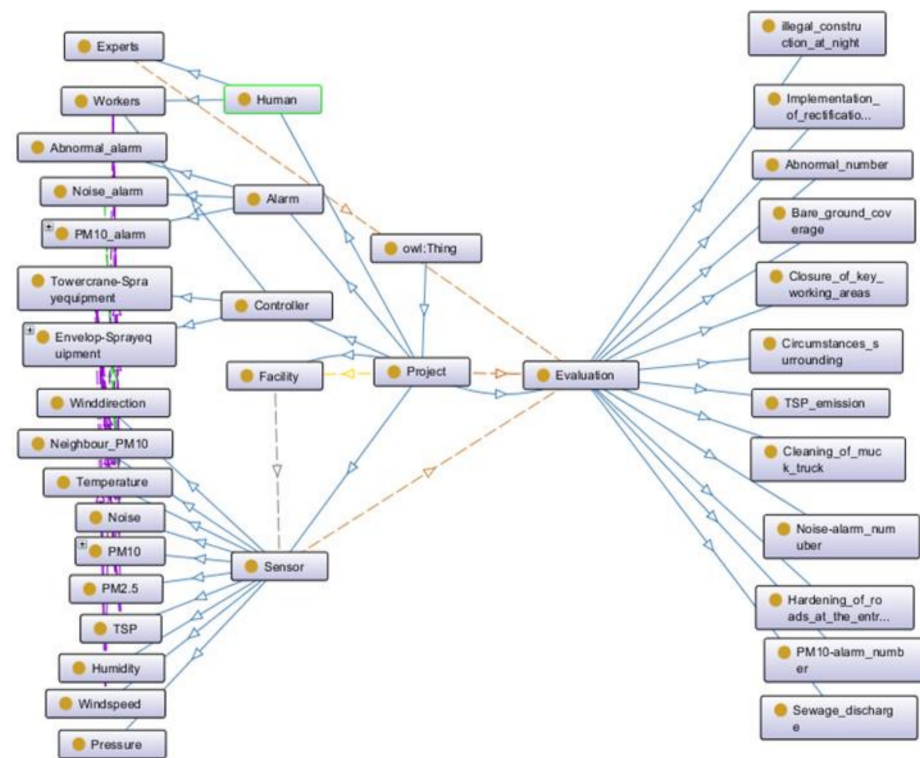 Experts
Workers
Abnormal_alarm
Noise_alarm
PM10_alarm
Towercrane-Spra
yequipment
Envelop-Sprayeq
uipment
Winddirection
Neighbour_PM10
Temperature
Noise
PM10
PM2.5
TSP
Humidity
Windspeed
Pressure
Human
Alarm
Controller
Facility
Sensor
owl:Thing
Project
Evaluation
illegal_constru
ction_at_night
Implementation_
of_rectificatio...
Abnormal_number
Bare_ground_cov
erage
Closure_of_key_
working_areas
Circumstances_s
urrounding
TSP_emission
Cleaning_of_muc
k_truck
Noise-alarm_num
uber
Hardening_of_ro
ads_at_the_entr...
PM10-alarm_numb
er
Sewage_discharg
e